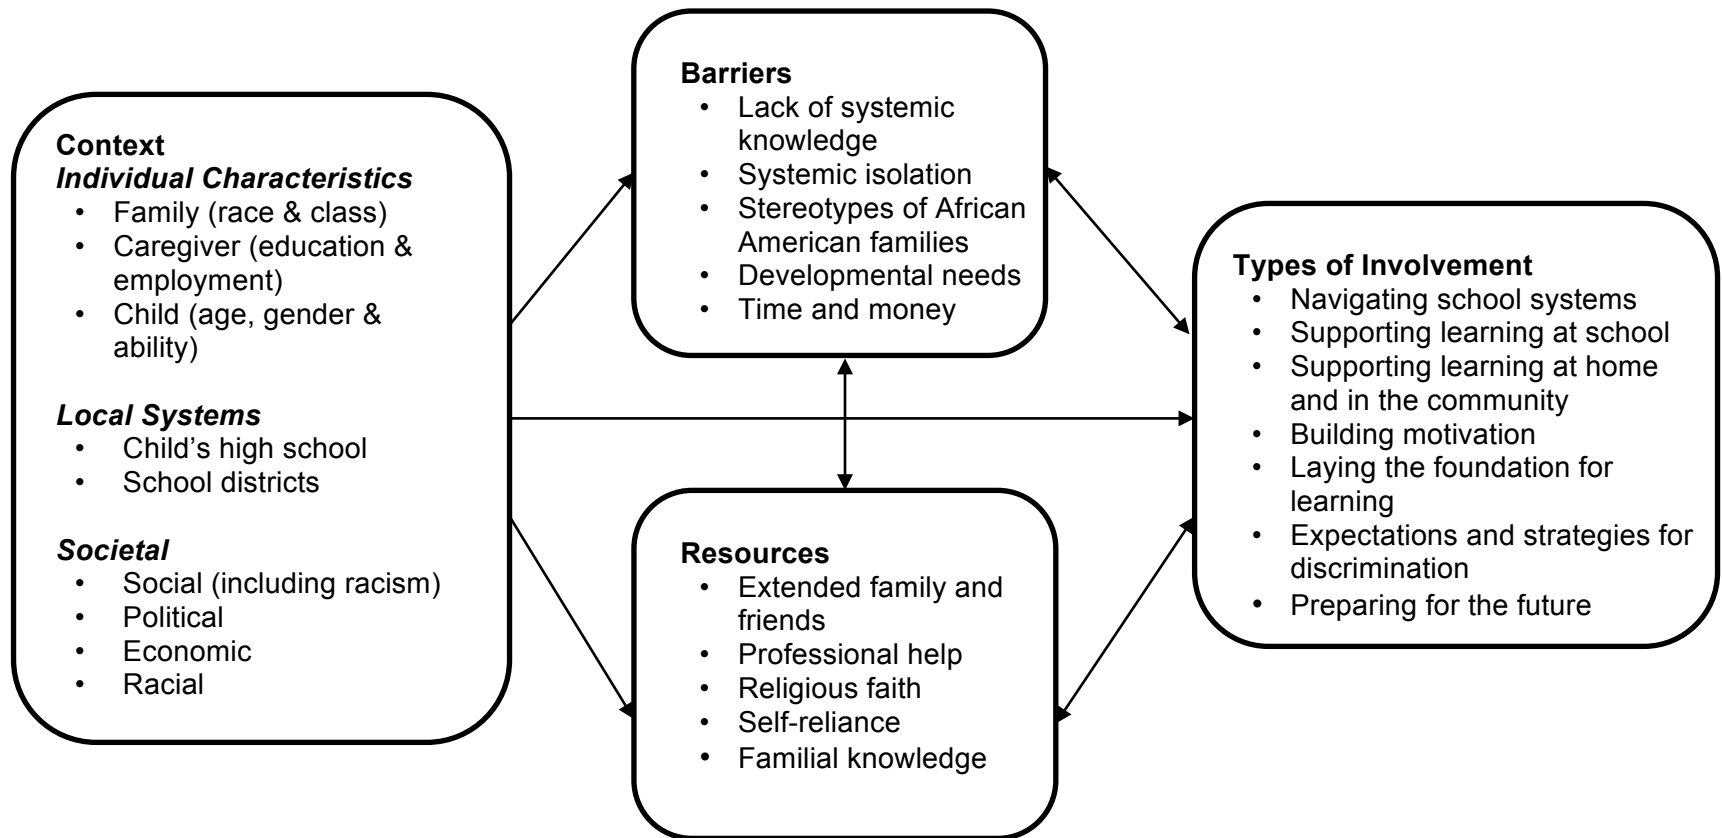 Context
Individual Characteristics
• Family (race & class)
• Caregiver (education &
employment)
• Child (age, gender &
ability)
Local Systems
• Child’s high school
• School districts
Societal
• Social (including racism)
• Political
• Economic
• Racial
Barriers
• Lack of systemic
knowledge
• Systemic isolation
• Stereotypes of African
American families
• Developmental needs
• Time and money
Resources
• Extended family and
friends
• Professional help
• Religious faith
• Self-reliance
• Familial knowledge
Types of Involvement
• Navigating school systems
• Supporting learning at school
• Supporting learning at home
and in the community
• Building motivation
• Laying the foundation for
learning
• Expectations and strategies for
discrimination
• Preparing for the future